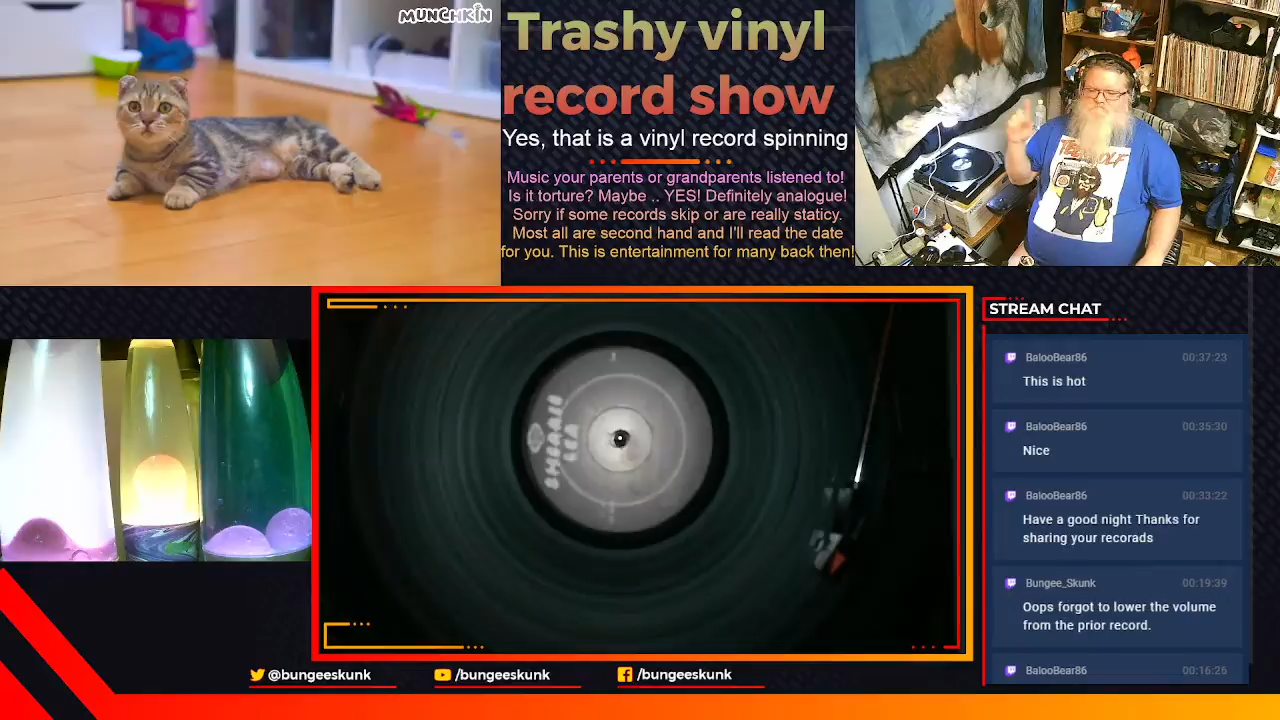 MUNCHKIN
Trashy vinyl
record show
Yes, that is a vinyl record spinning
Music your parents or grandparents listened to!
Is it torture? Maybe .. YES! Definitely analogue!
Sorry if some records skip or are really staticy.
Most all are second hand and I'll read the date
for you. This is entertainment for many back then!
STREAM CHAT
BalooBear86 00:37:23
This is hot
BalooBear86 00:35:30
Nice
BalooBear86 00:33:22
Have a good night Thanks for
sharing your recorads
Bungee_Skunk 00:19:39
Oops forgot to lower the volume
from the prior record.
BalooBear86 00:16:26
@bungeeskunk
/bungeeskunk
/bungeeskunk